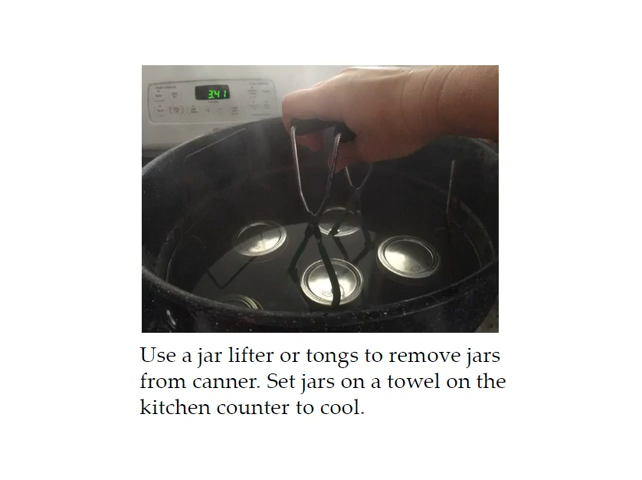 3:41
Use a jar lifter or tongs to remove jars
from canner. Set jars on a towel on the
kitchen counter to cool.